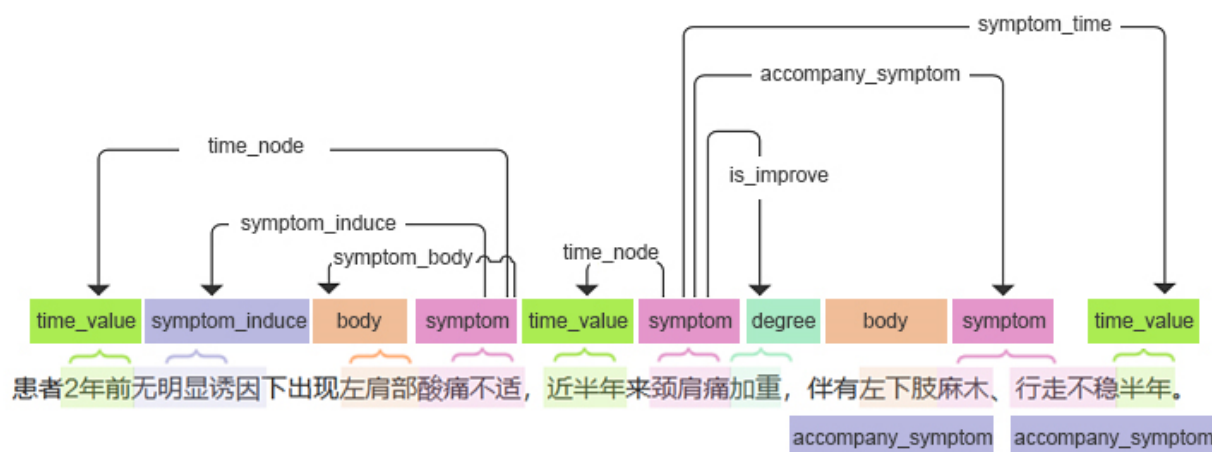 symptom_time
accompany_symptom
time_node
is_improve
symptom_induce
symptom_body
time_node
time_value symptom_induce body symptom time_value symptom degree body symptom time_value
患者2年前无明显诱因下出现左肩部酸痛不适，近半年来颈肩痛加重，伴有左下肢麻木、行走不稳半年。
accompany_symptom accompany_symptom